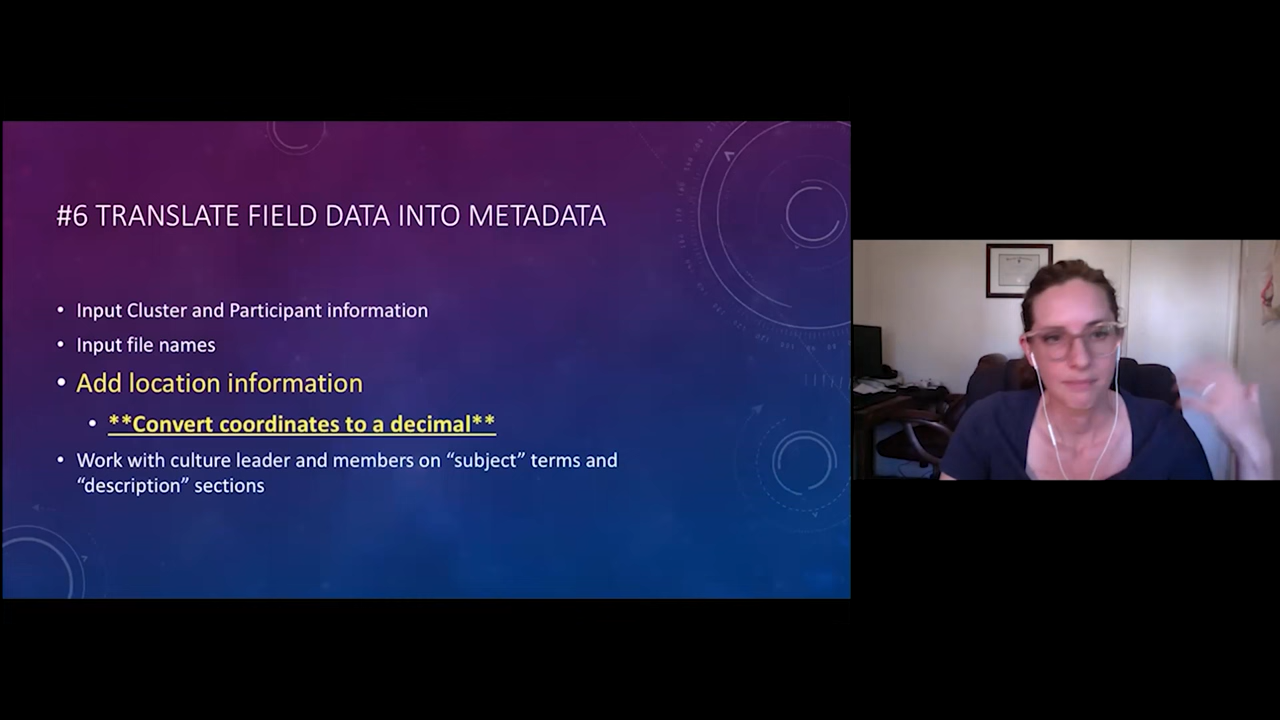 #6 TRANSLATE FIELD DATA INTO METADATA
• Input Cluster and Participant information
• Input file names
• Add location information
• **Convert coordinates to a decimal**
• Work with culture leader and members on “subject” terms and
“description” sections